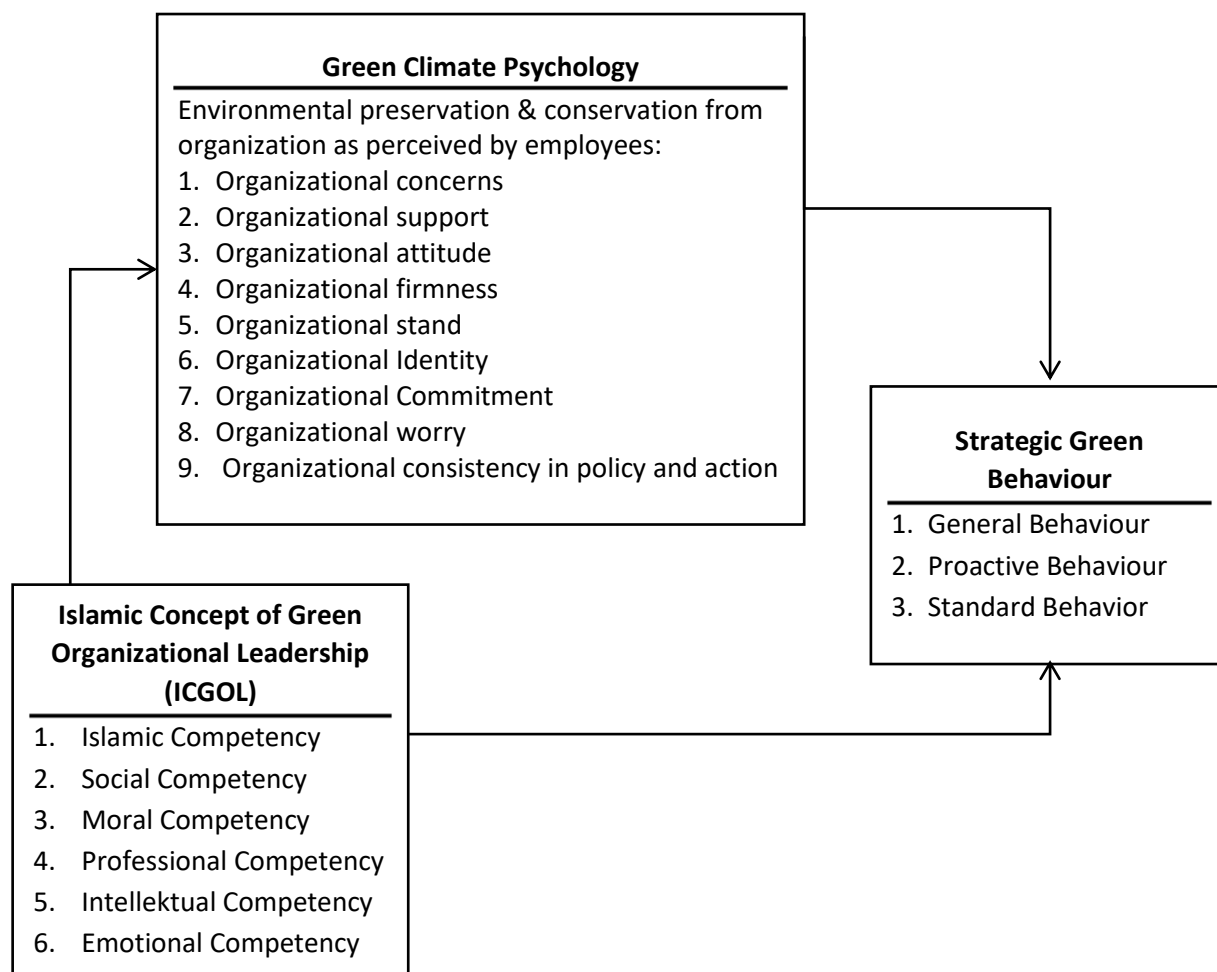 Green Climate Psychology
Environmental preservation & conservation from
organization as perceived by employees:
1. Organizational concerns
2. Organizational support
3. Organizational attitude
4. Organizational firmness
5. Organizational stand
6. Organizational Identity
7. Organizational Commitment
8. Organizational worry
9. Organizational consistency in policy and action
Strategic Green
Behaviour
1. General Behaviour
2. Proactive Behaviour
3. Standard Behavior
Islamic Concept of Green
Organizational Leadership
(ICGOL)
1. Islamic Competency
2. Social Competency
3. Moral Competency
4. Professional Competency
5. Intellektual Competency
6. Emotional Competency